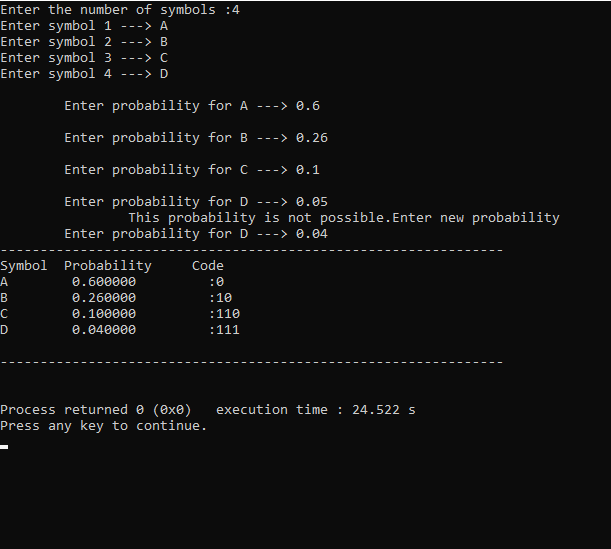 Enter the number of symbols :4
Enter symbol 1 ---> A
Enter symbol 2 ---> B
Enter symbol 3 ---> C
Enter symbol 4 ---> D
Enter probability for A ---> 0.6
Enter probability for B ---> 0.26
Enter probability for C ---> 0.1
Enter probability for D ---> 0.05
This probability is not possible.Enter new probability
Enter probability for D ---> 0.04
---------------------------------------------------------------
Symbol  Probability     Code
A        0.600000         :0
B        0.260000         :10
C        0.100000         :110
D        0.040000         :111
---------------------------------------------------------------
Process returned 0 (0x0)   execution time : 24.522 s
Press any key to continue.